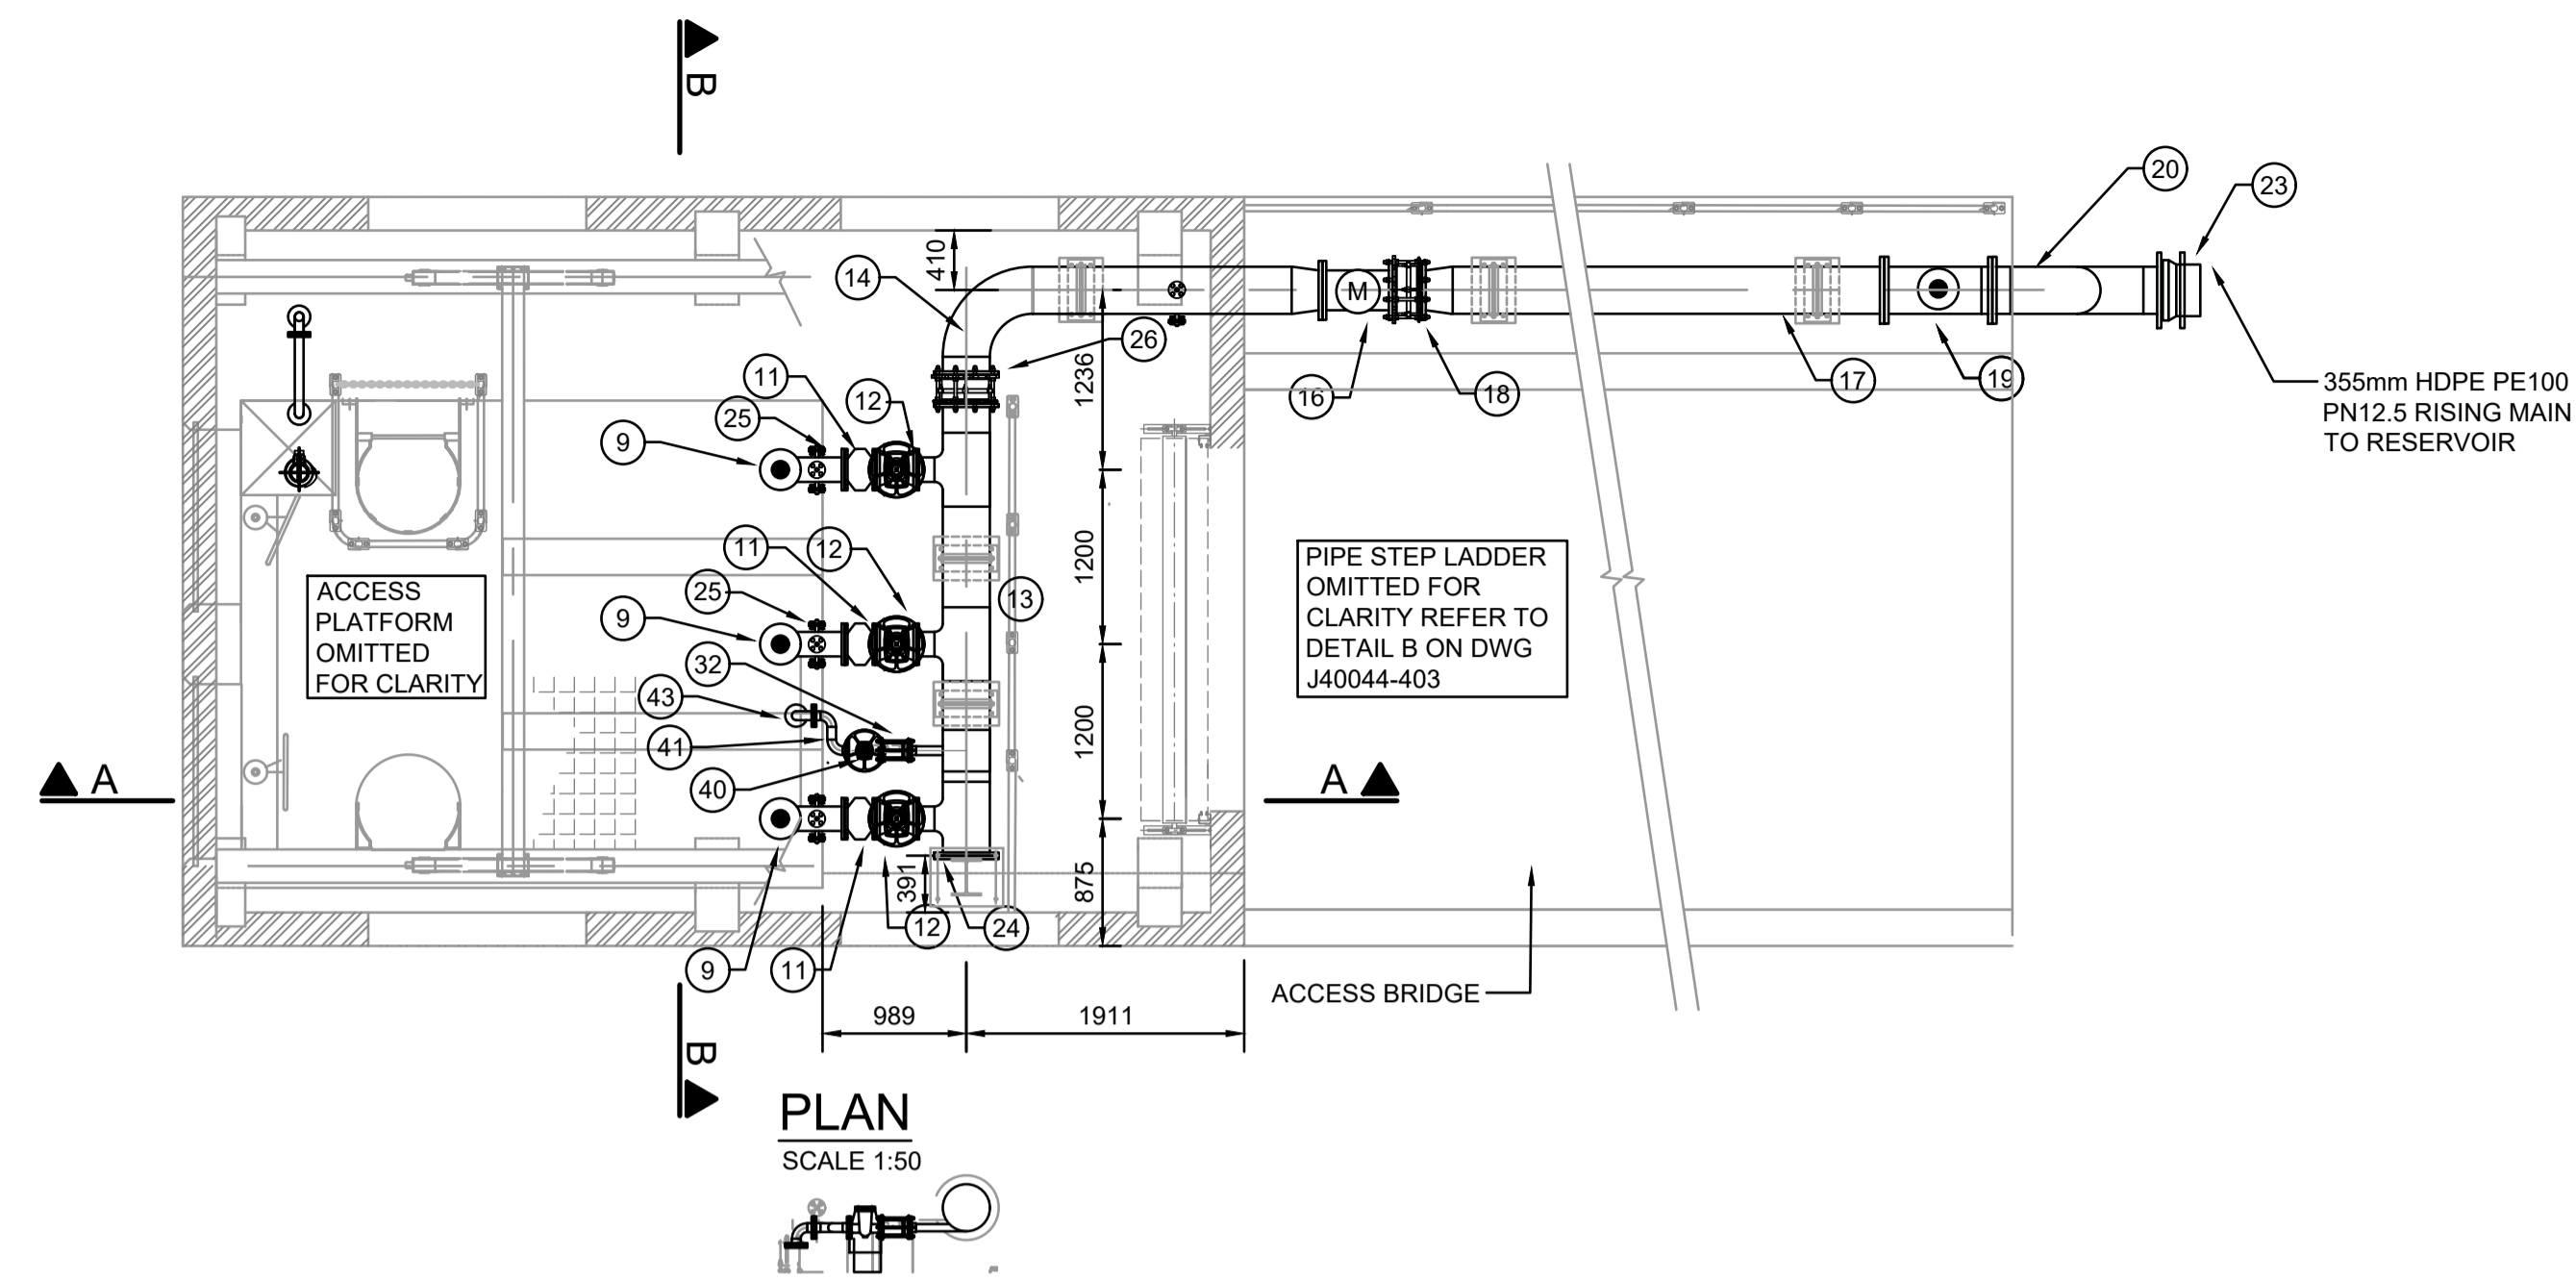 B
20
23
410
14
M
26
1236
11
12
25
9
16
18
17
19
355mm HDPE PE100
PN12.5 RISING MAIN
TO RESERVOIR
11
12
1200
25
9
13
ACCESS
PLATFORM
OMITTED
FOR CLARITY
PIPE STEP LADDER
OMITTED FOR
CLARITY REFER TO
DETAIL B ON DWG
J40044-403
32
43
41
40
1200
A
A
391
875
12
24
9
11
ACCESS BRIDGE
989
1911
B
PLAN
SCALE 1:50